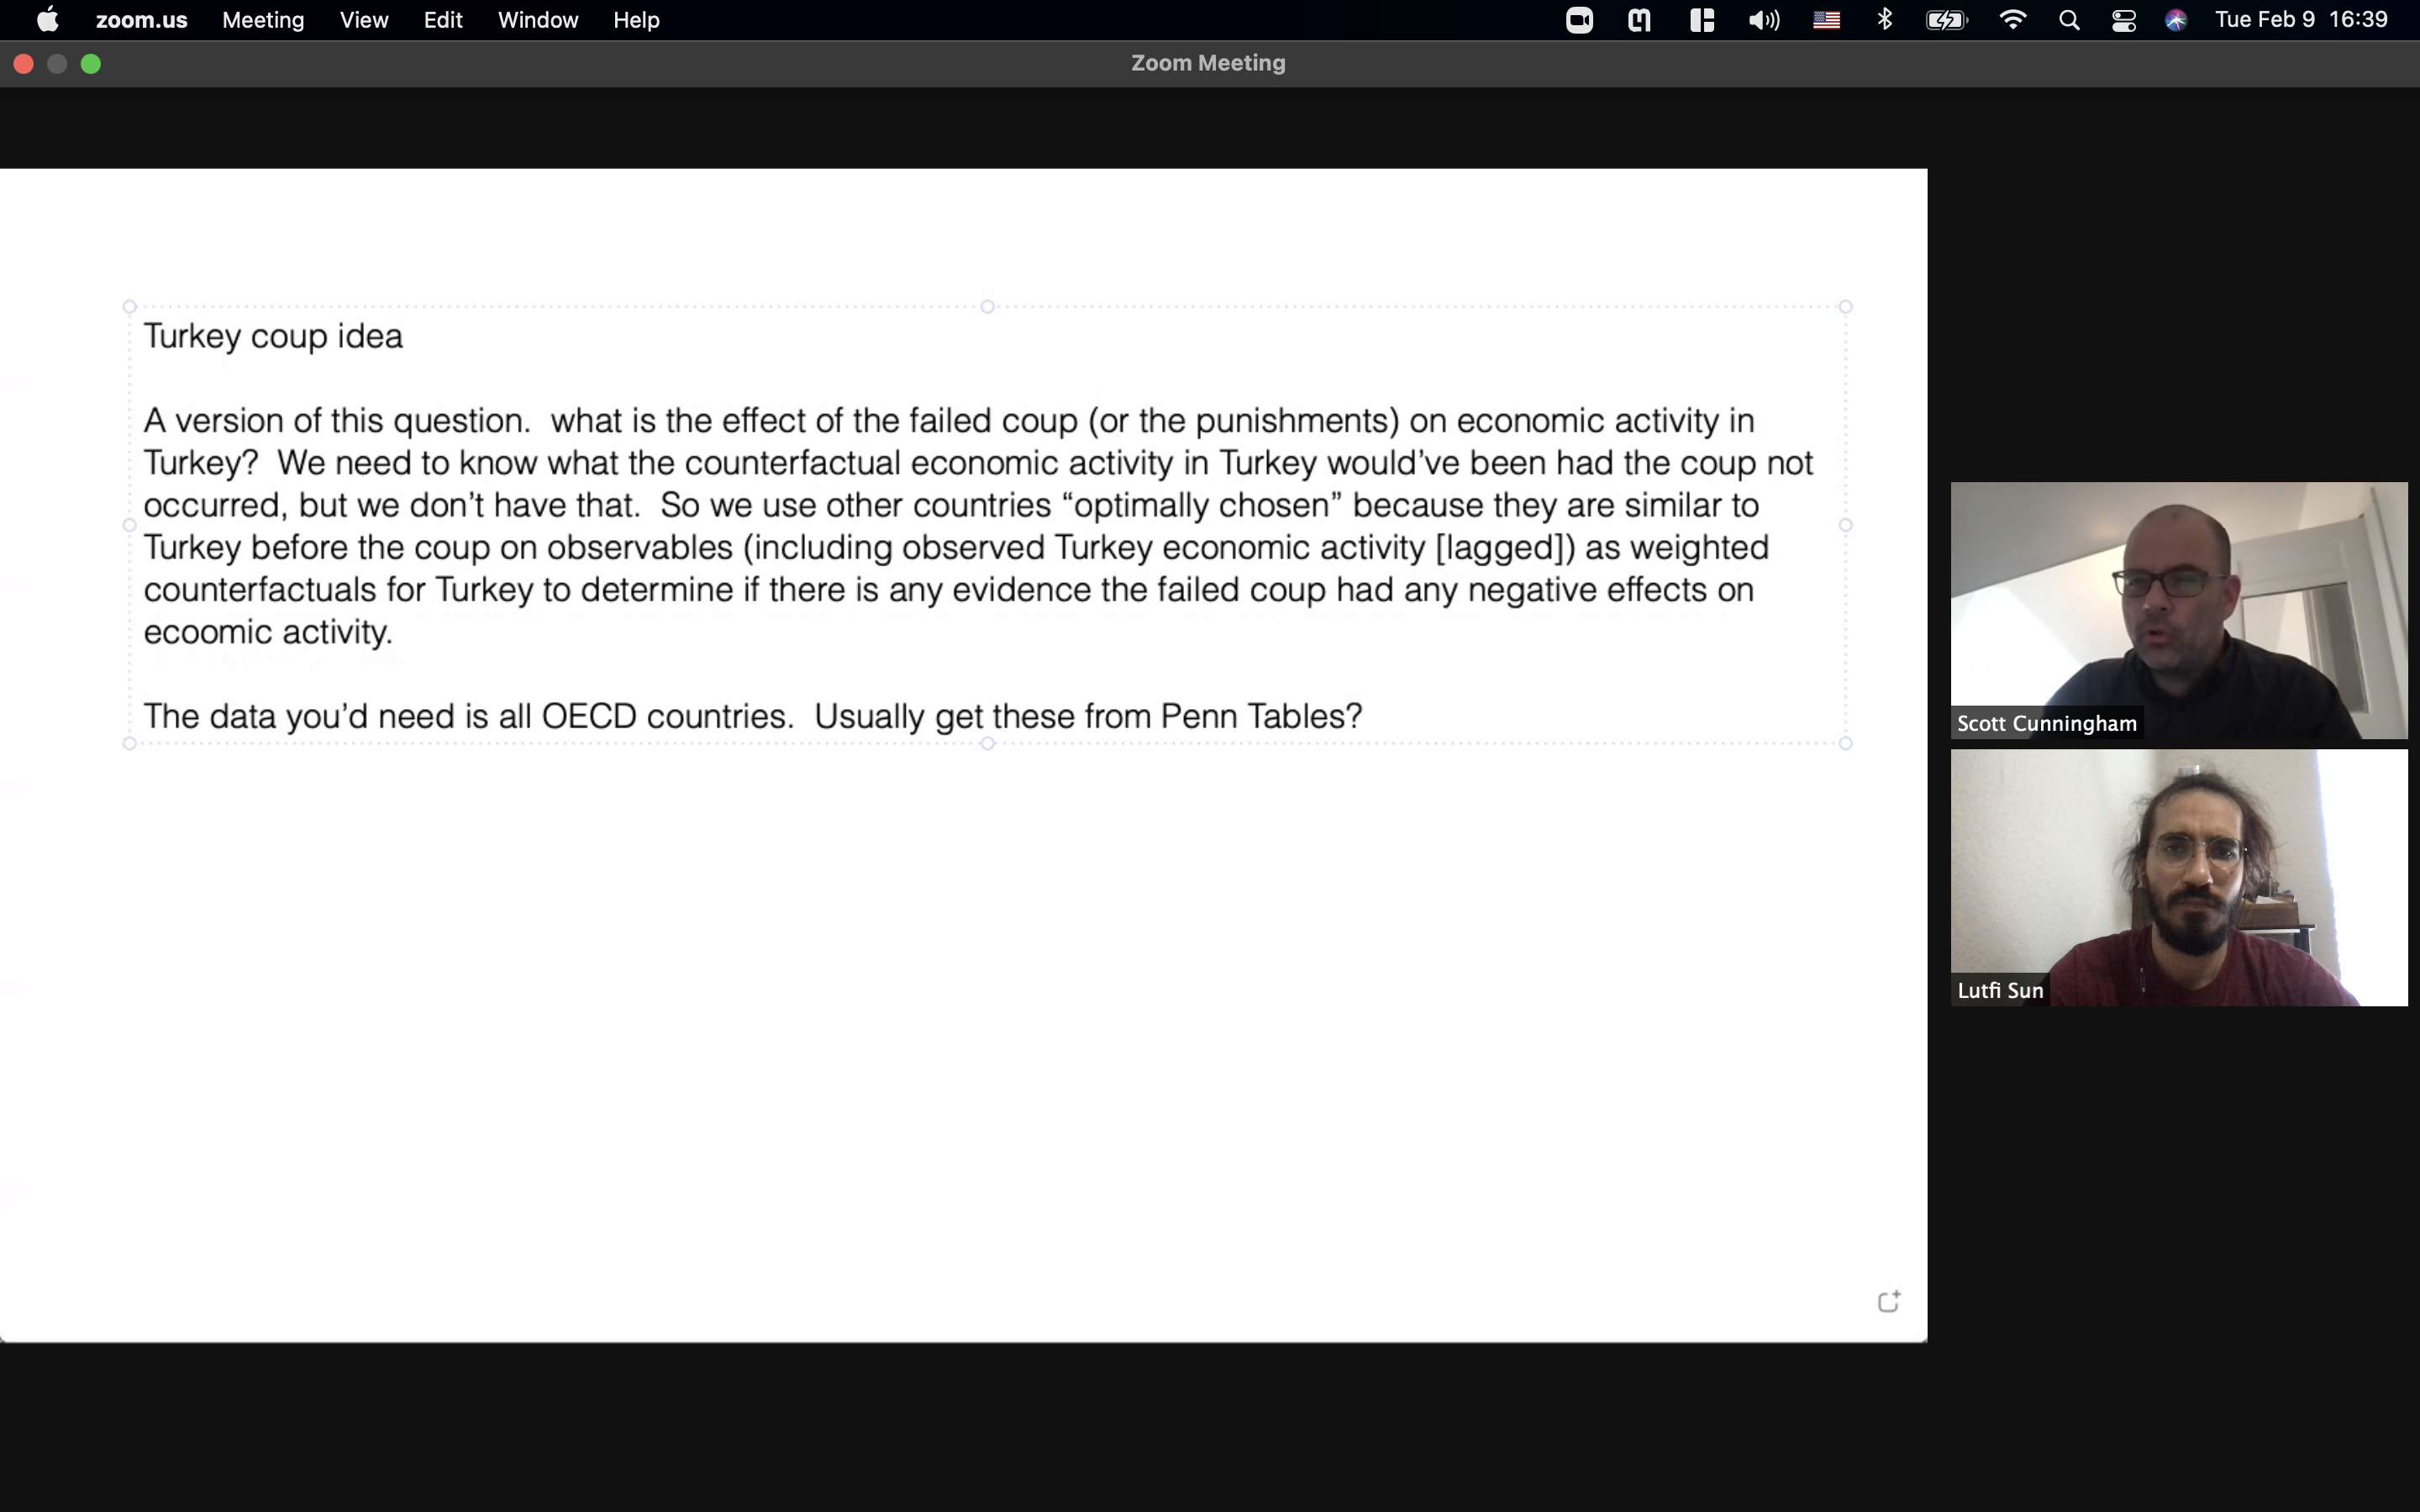 zoom.us Meeting View Edit Window Help Tue Feb 9 16:39
Zoom Meeting
Turkey coup idea
A version of this question.  what is the effect of the failed coup (or the punishments) on economic activity in
Turkey?  We need to know what the counterfactual economic activity in Turkey would’ve been had the coup not
occurred, but we don’t have that.  So we use other countries “optimally chosen” because they are similar to
Turkey before the coup on observables (including observed Turkey economic activity [lagged]) as weighted
counterfactuals for Turkey to determine if there is any evidence the failed coup had any negative effects on
ecoomic activity.
The data you’d need is all OECD countries.  Usually get these from Penn Tables?
Scott Cunningham
Lutfi Sun